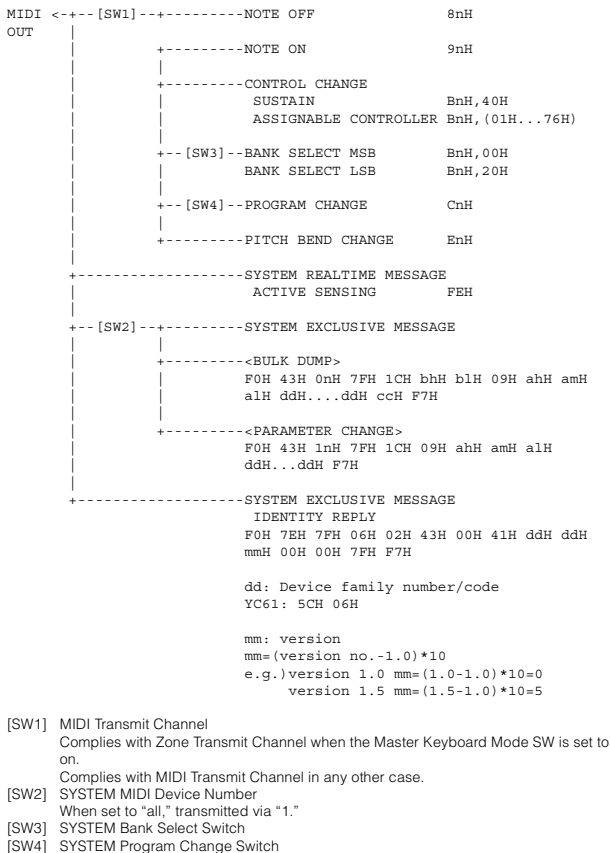 MIDI <-+--[SW1]--+---------NOTE OFF 8nH
OUT |
| +---------NOTE ON 9nH
| |
| +---------CONTROL CHANGE
| | SUSTAIN BnH,40H
| | ASSIGNABLE CONTROLLER BnH,(01H...76H)
| |
| +--[SW3]--BANK SELECT MSB BnH,00H
| | BANK SELECT LSB BnH,20H
| |
| +--[SW4]--PROGRAM CHANGE CnH
| |
| +---------PITCH BEND CHANGE EnH
|
+-------------------SYSTEM REALTIME MESSAGE
| ACTIVE SENSING FEH
|
+--[SW2]--+---------SYSTEM EXCLUSIVE MESSAGE
| |
| +---------<BULK DUMP>
| | F0H 43H 0nH 7FH 1CH bhH blH 09H ahH amH
| | alH ddH....ddH ccH F7H
| |
| +---------<PARAMETER CHANGE>
| F0H 43H 1nH 7FH 1CH 09H ahH amH alH
| ddH...ddH F7H
|
+-------------------SYSTEM EXCLUSIVE MESSAGE
IDENTITY REPLY
F0H 7EH 7FH 06H 02H 43H 00H 41H ddH ddH
mmH 00H 00H 7FH F7H
dd: Device family number/code
YC61: 5CH 06H
mm: version
mm=(version no.-1.0)*10
e.g.)version 1.0 mm=(1.0-1.0)*10=0
version 1.5 mm=(1.5-1.0)*10=5
[SW1] MIDI Transmit Channel
Complies with Zone Transmit Channel when the Master Keyboard Mode SW is set to
on.
Complies with MIDI Transmit Channel in any other case.
[SW2] SYSTEM MIDI Device Number
When set to “all,” transmitted via “1.”
[SW3] SYSTEM Bank Select Switch
[SW4] SYSTEM Program Change Switch